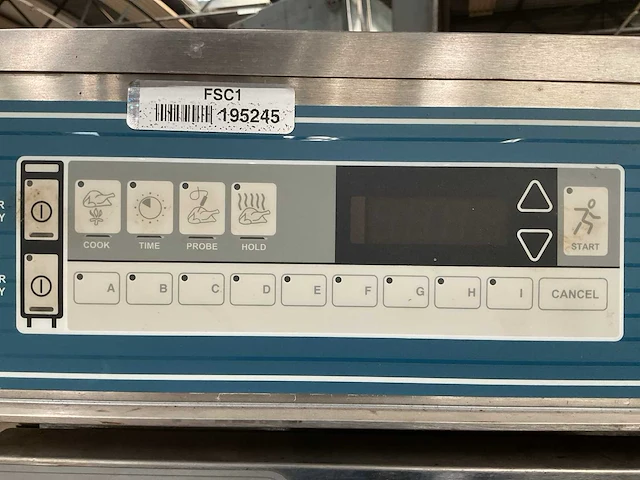 FSC1
195245
COOK TIME PROBE HOLD
START
A B C D E F G H I CANCEL